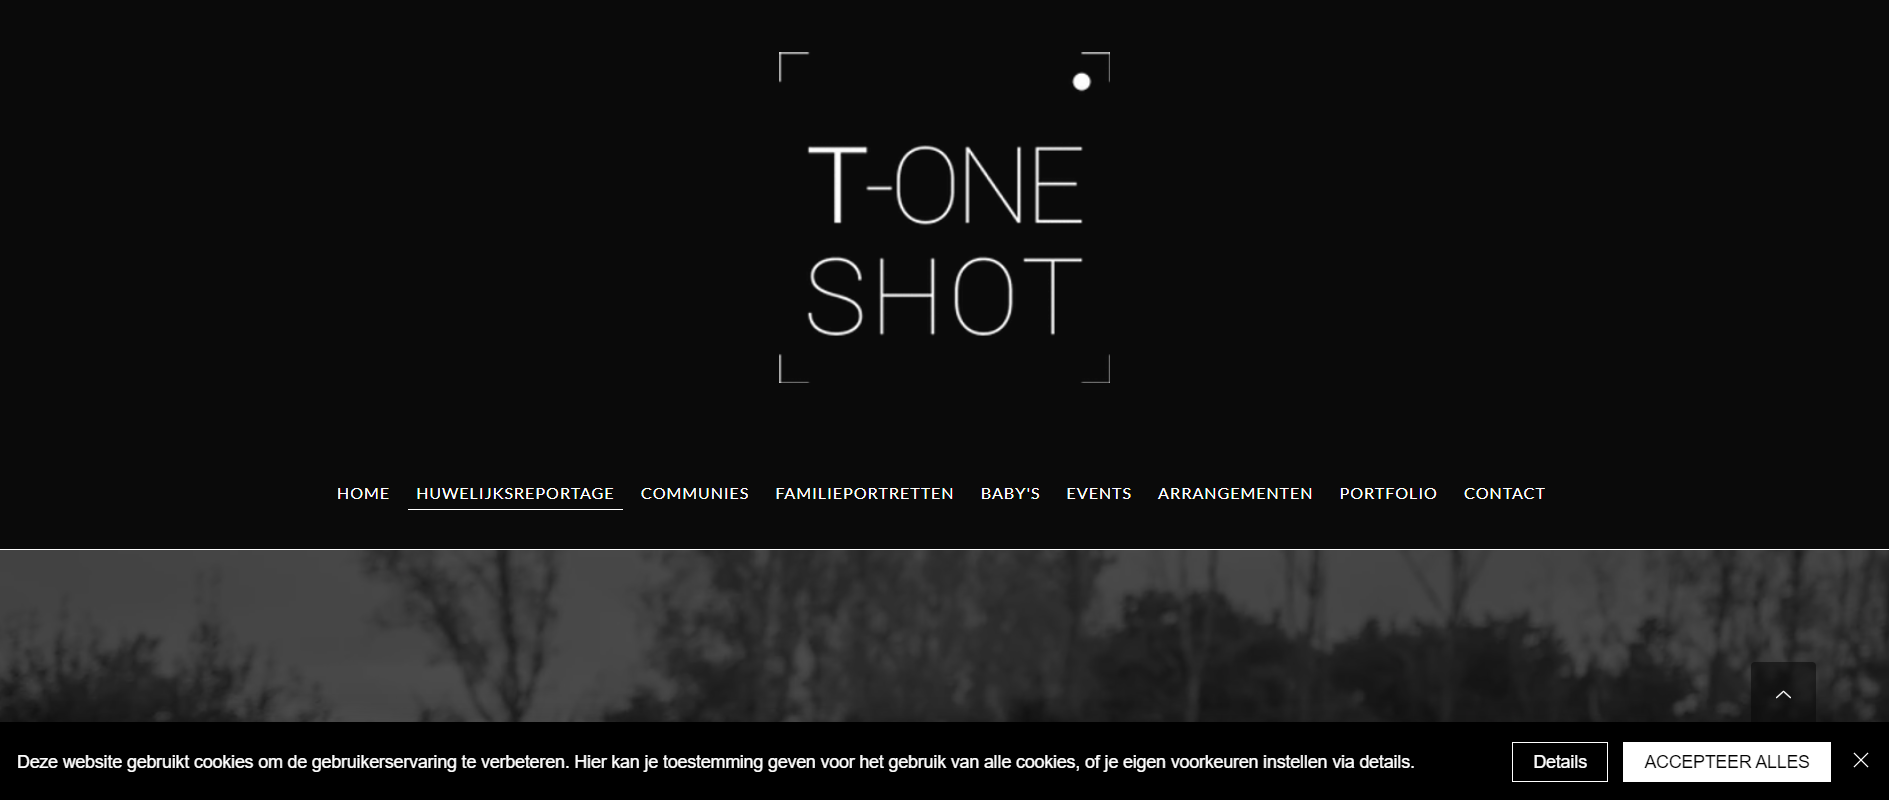 T-ONE
SHOT
HOME HUWELIJKSREPORTAGE COMMUNIES FAMILIEPORTRETTEN BABY'S EVENTS ARRANGEMENTEN PORTFOLIO CONTACT
Deze website gebruikt cookies om de gebruikerservaring te verbeteren. Hier kan je toestemming geven voor het gebruik van alle cookies, of je eigen voorkeuren instellen via details. Details ACCEPTEER ALLES